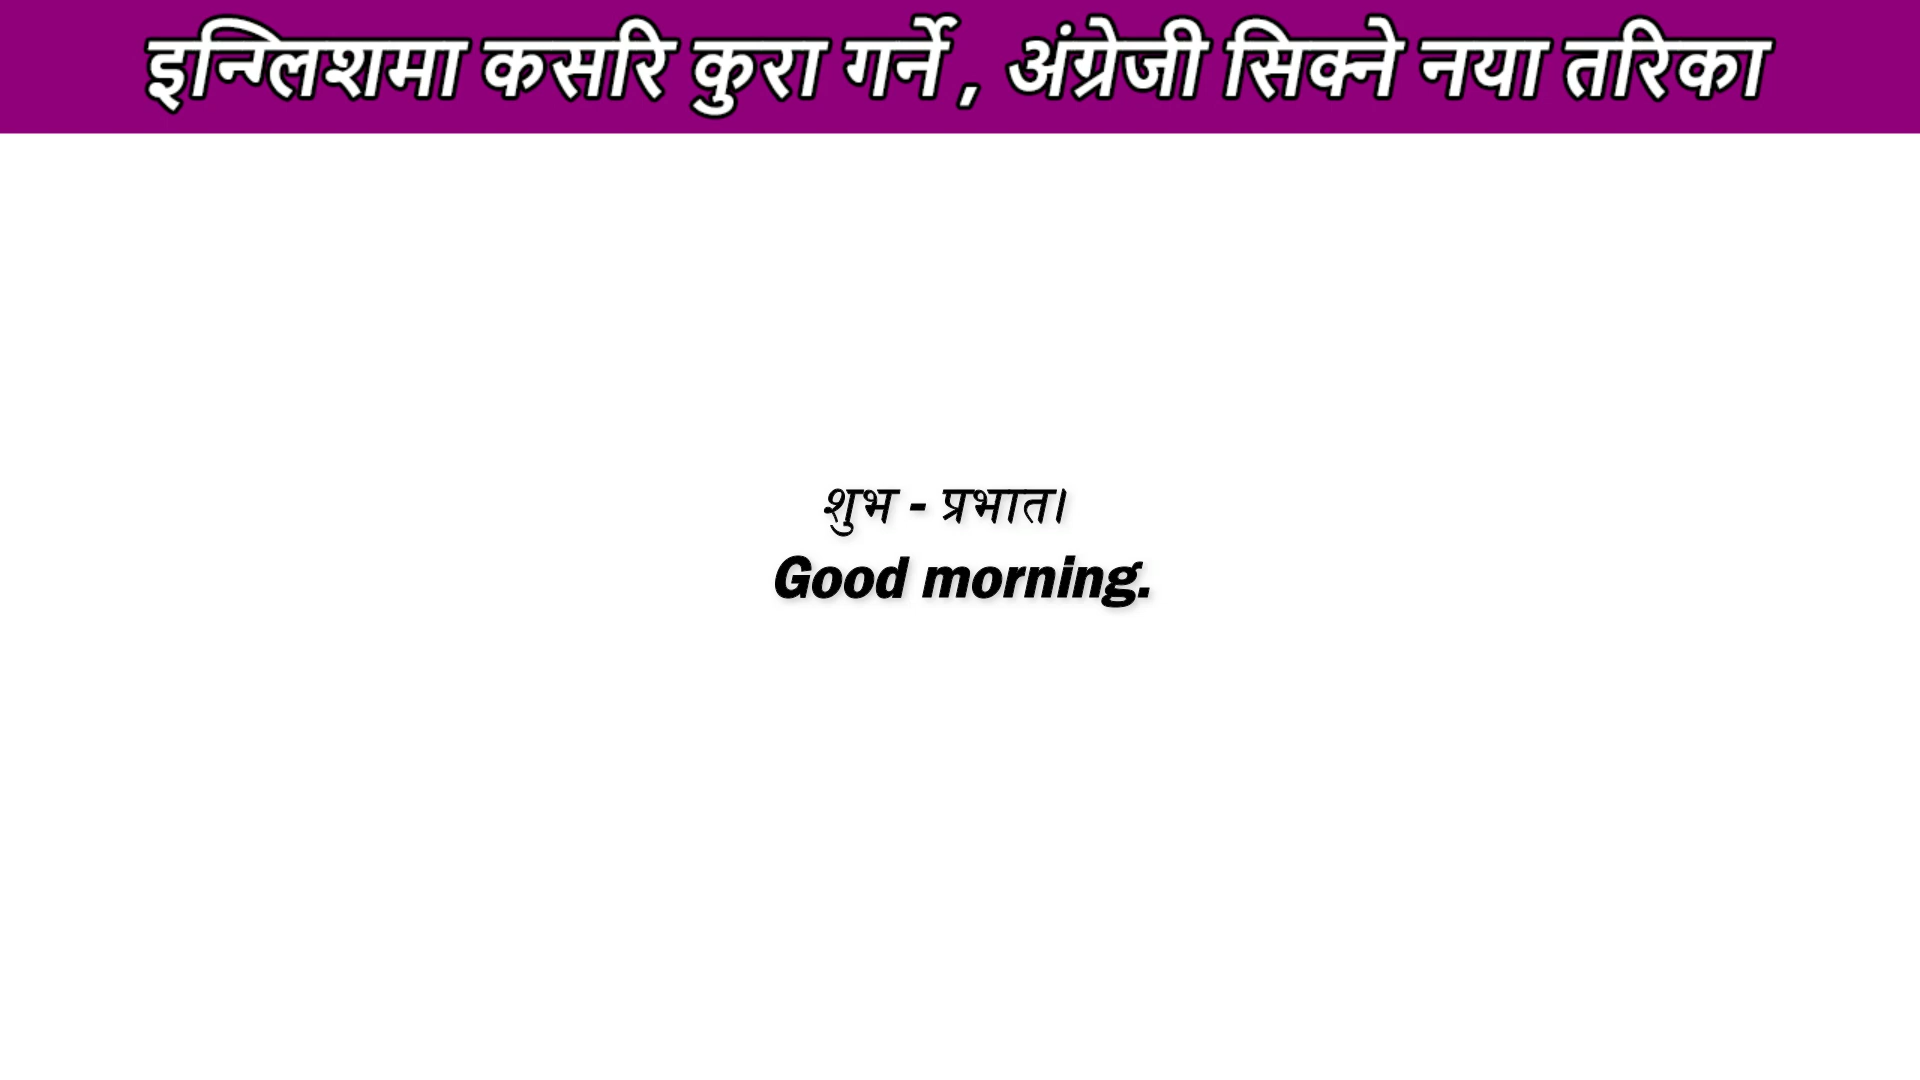 इन्ग्लिशमा कसरि कुरा गर्ने , अंग्रेजी सिक्ने नया तरिका
शुभ - प्रभात।
Good morning.